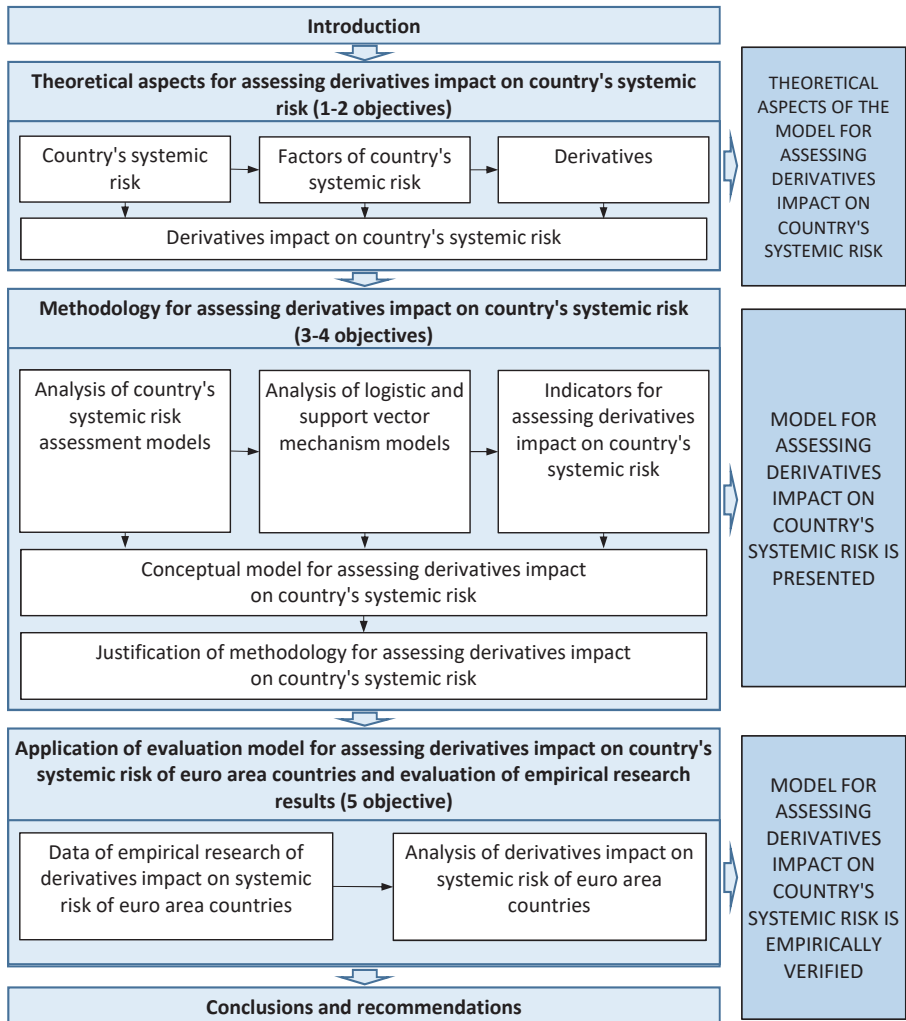 Introduction
Theoretical aspects for assessing derivatives impact on country's systemic
risk (1-2 objectives)
Country's systemic
risk
Factors of country's
systemic risk
Derivatives
Derivatives impact on country's systemic risk
THEORETICAL
ASPECTS OF THE
MODEL FOR
ASSESSING
DERIVATIVES
IMPACT ON
COUNTRY'S
SYSTEMIC RISK
Methodology for assessing derivatives impact on country's systemic risk
(3-4 objectives)
Analysis of country's
systemic risk
assessment models
Analysis of logistic and
support vector
mechanism models
Indicators for
assessing derivatives
impact on country's
systemic risk
Conceptual model for assessing derivatives impact
on country's systemic risk
Justification of methodology for assessing derivatives impact
on country's systemic risk
MODEL FOR
ASSESSING
DERIVATIVES
IMPACT ON
COUNTRY'S
SYSTEMIC RISK IS
PRESENTED
Application of evaluation model for assessing derivatives impact on country's
systemic risk of euro area countries and evaluation of empirical research
results (5 objective)
Data of empirical research of
derivatives impact on systemic
risk of euro area countries
Analysis of derivatives impact on
systemic risk of euro area
countries
MODEL FOR
ASSESSING
DERIVATIVES
IMPACT ON
COUNTRY'S
SYSTEMIC RISK IS
EMPIRICALLY
VERIFIED
Conclusions and recommendations